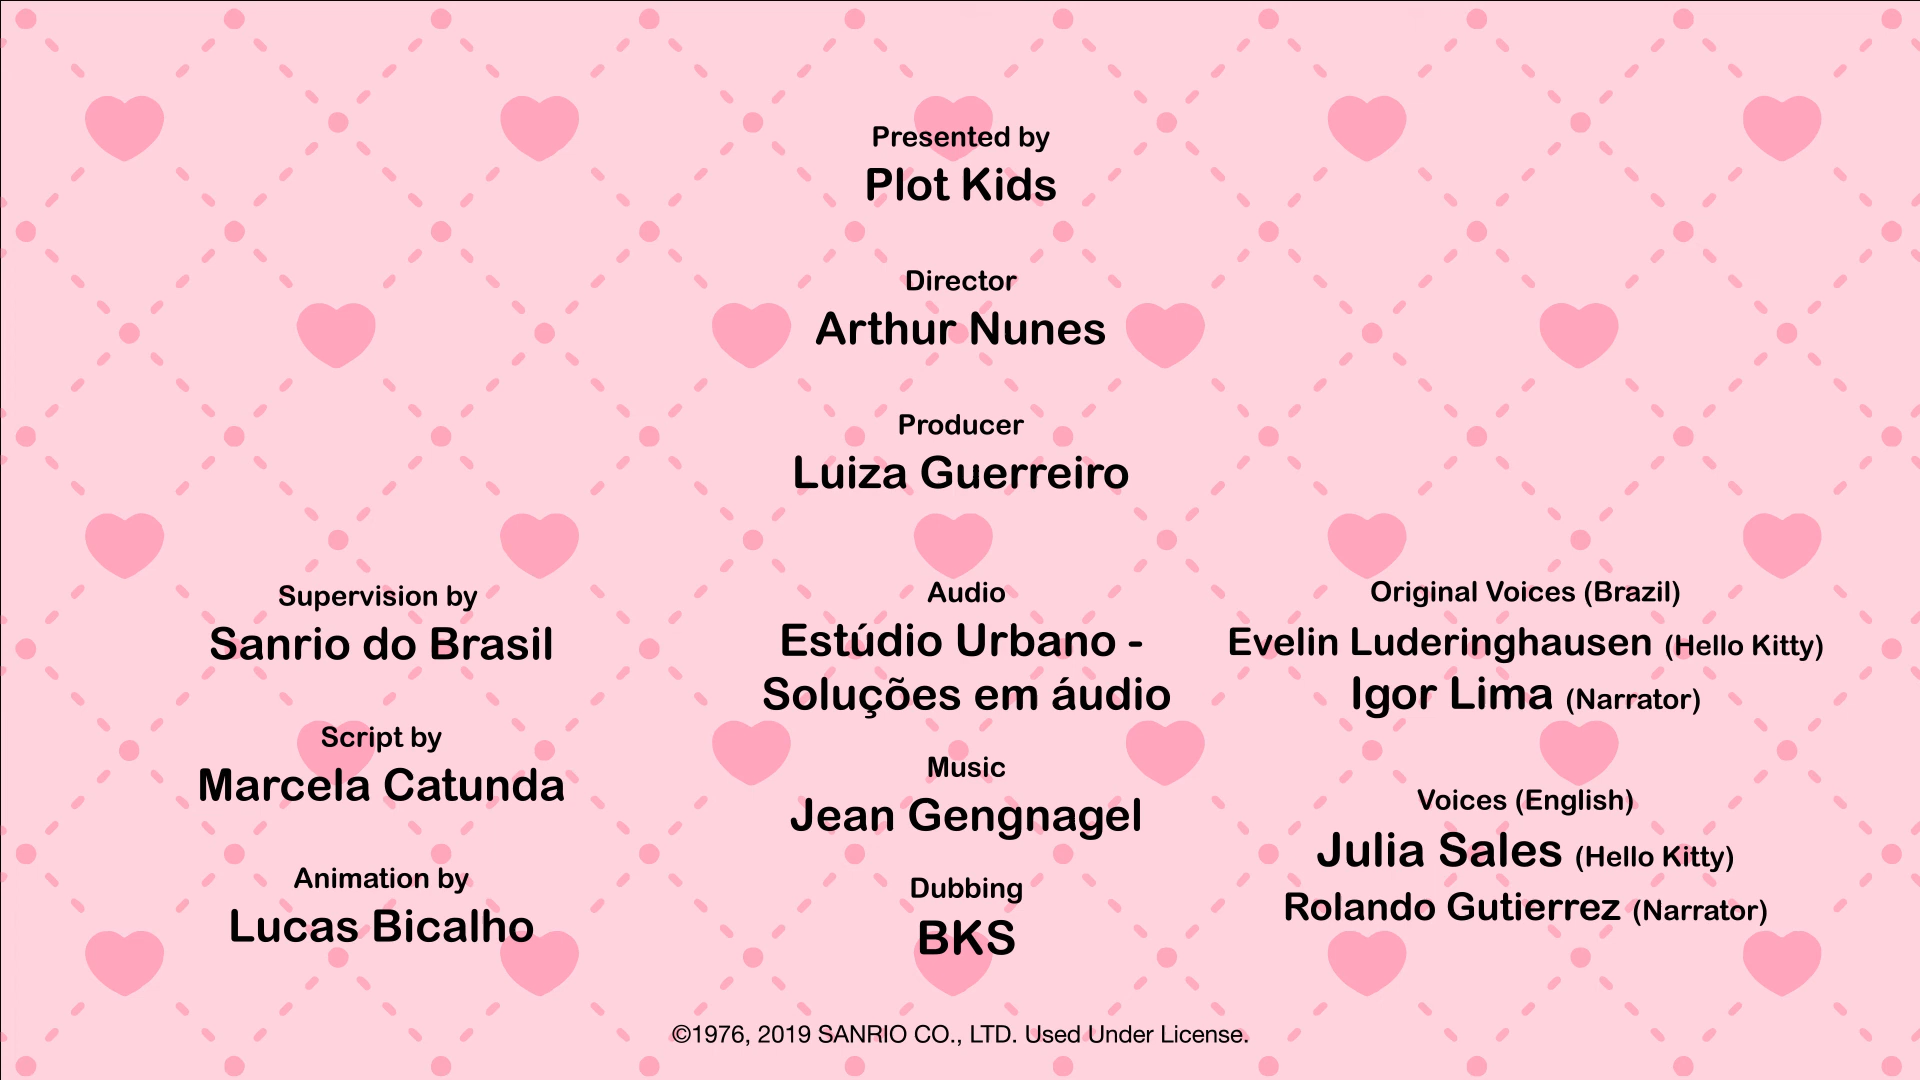 Presented by
Plot Kids
Director
Arthur Nunes
Producer
Luiza Guerreiro
Supervision by
Sanrio do Brasil
Script by
Marcela Catunda
Animation by
Lucas Bicalho
Audio
Estúdio Urbano -
Soluções em áudio
Music
Jean Gengnagel
Dubbing
BKS
Original Voices (Brazil)
Evelin Luderinghausen (Hello Kitty)
Igor Lima (Narrator)
Voices (English)
Julia Sales (Hello Kitty)
Rolando Gutierrez (Narrator)
©1976, 2019 SANRIO CO., LTD. Used Under License.